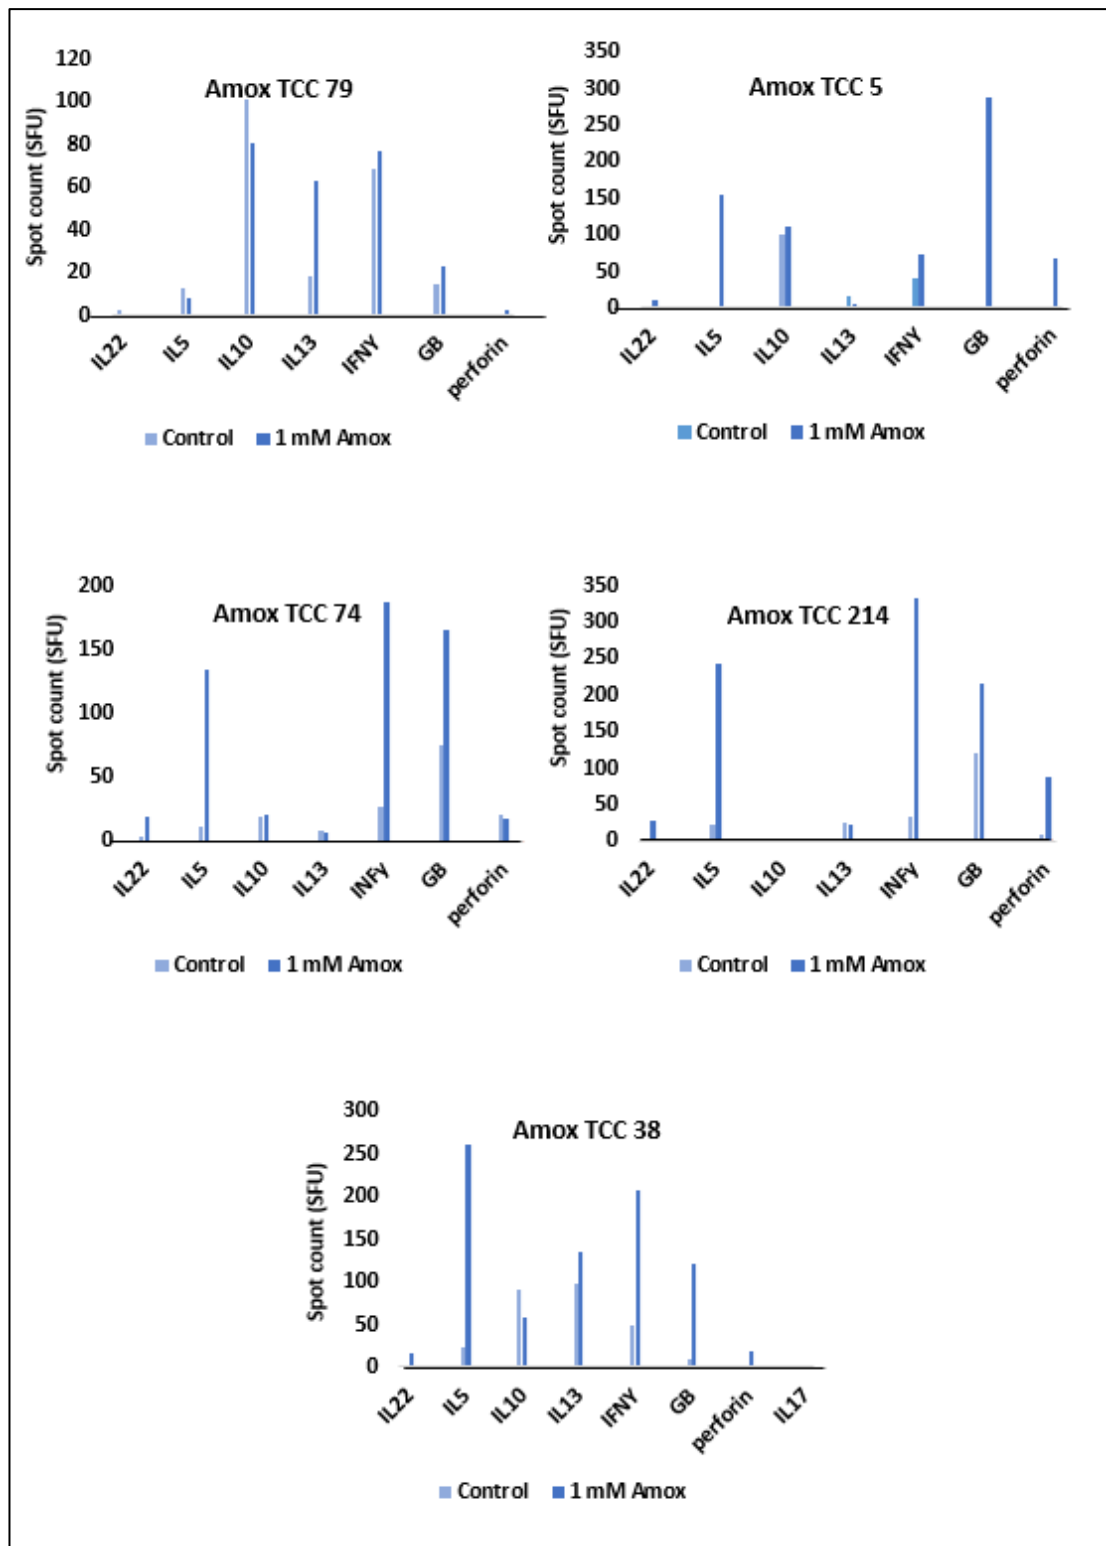 Amox TCC 79
Spot count (SFU)
120
100
80
60
40
20
0
IL22 IL5 IL10 IL13 IFNY GB perforin
Control 1 mM Amox
Amox TCC 5
Spot count (SFU)
350
300
250
200
150
100
50
0
IL22 IL5 IL10 IL13 IFNY GB perforin
Control 1 mM Amox
Amox TCC 74
Spot count (SFU)
200
150
100
50
0
IL22 IL5 IL10 IL13 INFγ GB perforin
Control 1 mM Amox
Amox TCC 214
Spot count (SFU)
350
300
250
200
150
100
50
0
IL22 IL5 IL10 IL13 INFγ GB perforin
Control 1 mM Amox
Amox TCC 38
Spot count (SFU)
300
250
200
150
100
50
0
IL22 IL5 IL10 IL13 IFNY GB perforin IL17
Control 1 mM Amox